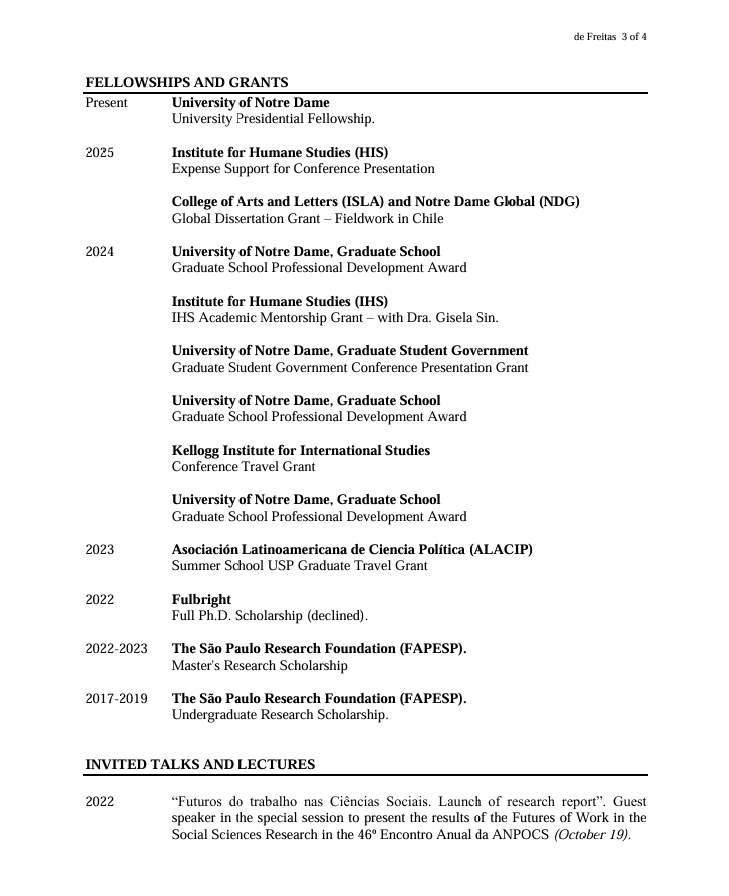 de Freitas 3 of 4
FELLOWSHIPS AND GRANTS
Present University of Notre Dame
University Presidential Fellowship.
2025 Institute for Humane Studies (HIS)
Expense Support for Conference Presentation
College of Arts and Letters (ISLA) and Notre Dame Global (NDG)
Global Dissertation Grant – Fieldwork in Chile
2024 University of Notre Dame, Graduate School
Graduate School Professional Development Award
Institute for Humane Studies (IHS)
IHS Academic Mentorship Grant – with Dra. Gisela Sin.
University of Notre Dame, Graduate Student Government
Graduate Student Government Conference Presentation Grant
University of Notre Dame, Graduate School
Graduate School Professional Development Award
Kellogg Institute for International Studies
Conference Travel Grant
University of Notre Dame, Graduate School
Graduate School Professional Development Award
2023 Asociación Latinoamericana de Ciencia Política (ALACIP)
Summer School USP Graduate Travel Grant
2022 Fulbright
Full Ph.D. Scholarship (declined).
2022-2023 The São Paulo Research Foundation (FAPESP).
Master's Research Scholarship
2017-2019 The São Paulo Research Foundation (FAPESP).
Undergraduate Research Scholarship.
INVITED TALKS AND LECTURES
2022 “Futuros do trabalho nas Ciências Sociais. Launch of research report”. Guest
speaker in the special session to present the results of the Futures of Work in the
Social Sciences Research in the 46º Encontro Anual da ANPOCS (October 19).